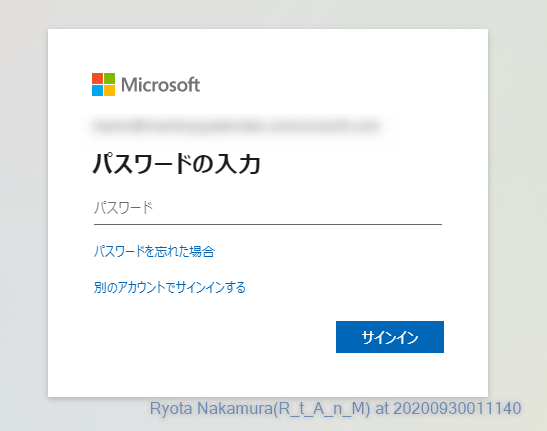 Microsoft
パスワードの入力
パスワード
パスワードを忘れた場合
別のアカウントでサインインする
サインイン
Ryota Nakamura(R_t_A_n_M) at 20200930011140